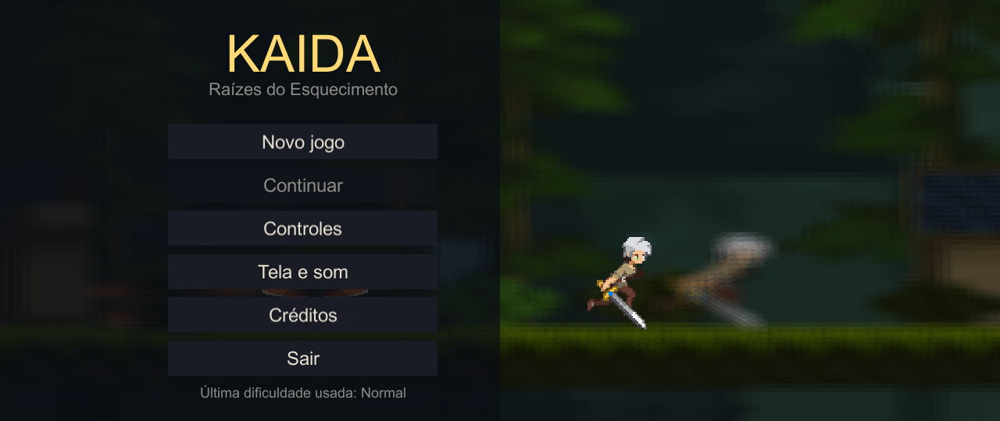 KAIDA
Raízes do Esquecimento
Novo jogo
Continuar
Controles
Tela e som
Créditos
Sair
Última dificuldade usada: Normal